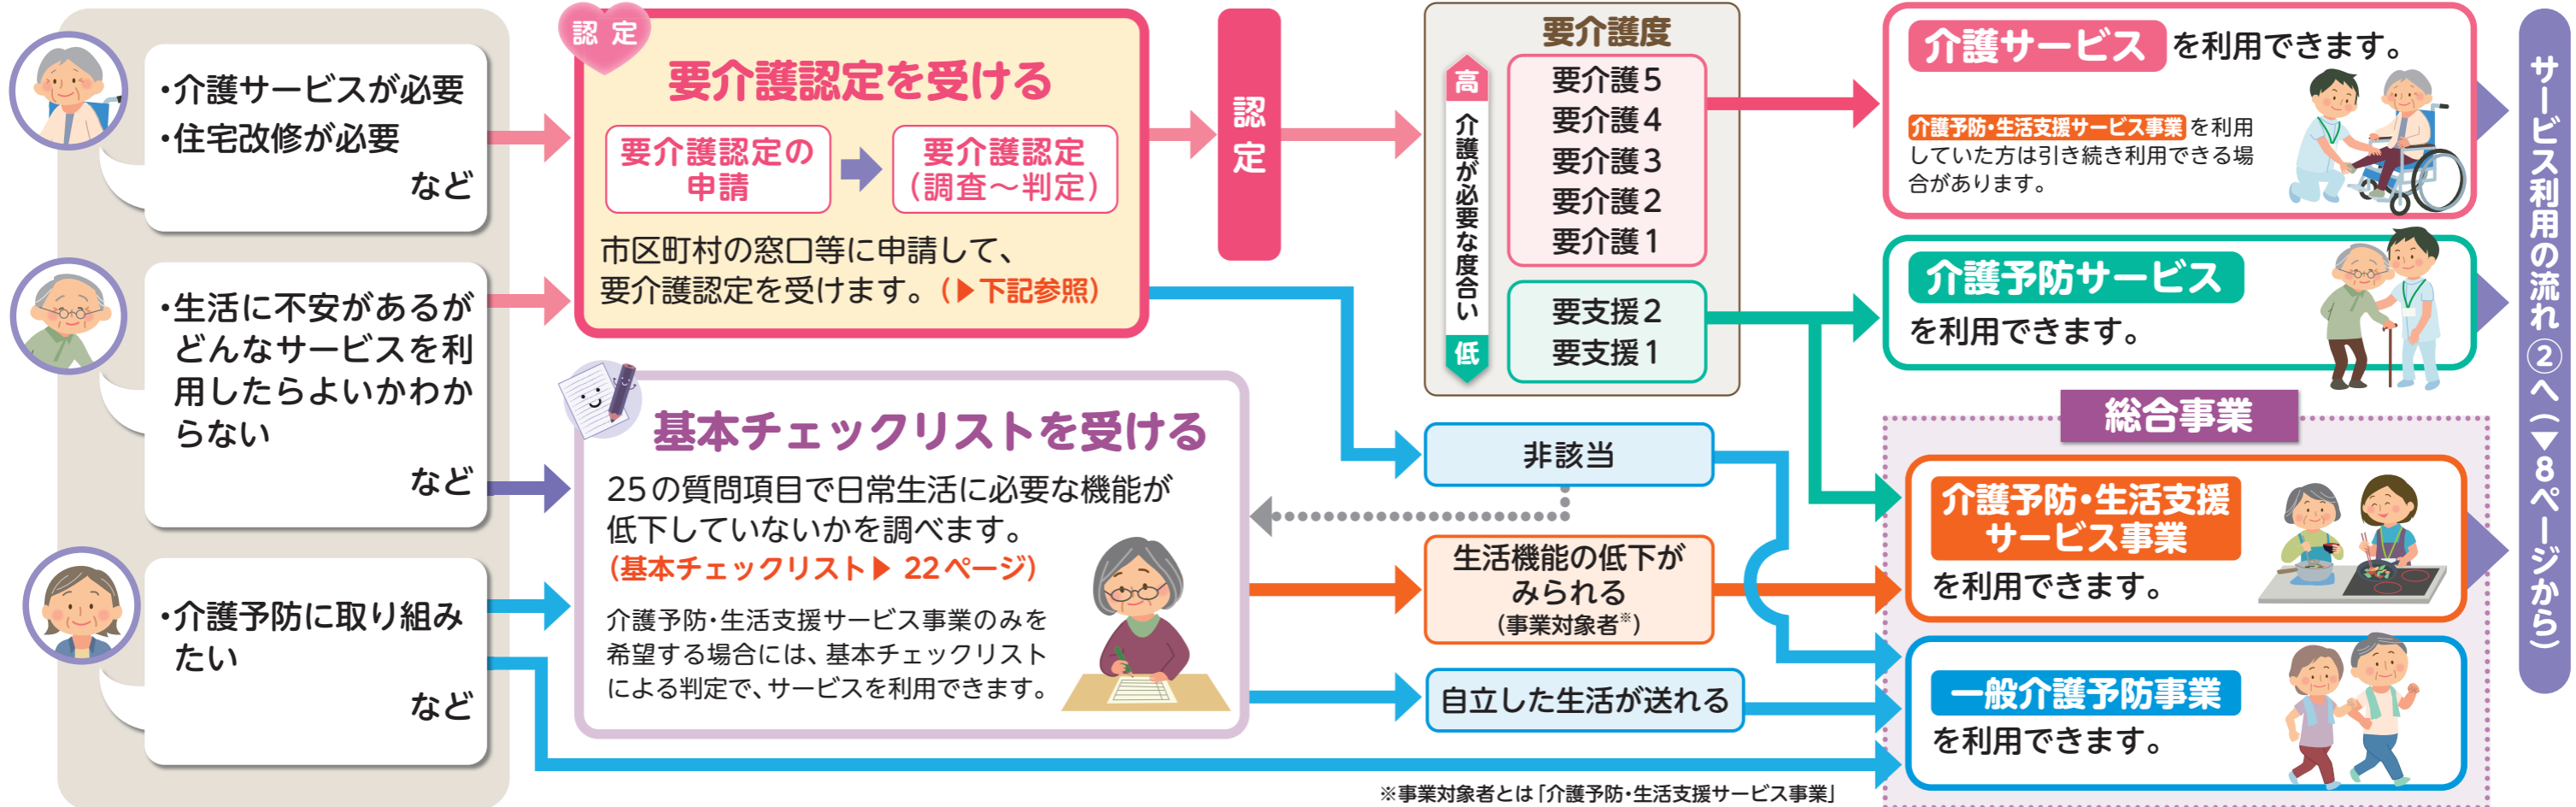 ・介護サービスが必要
・住宅改修が必要
など
・生活に不安があるが
どんなサービスを利
用したらよいかわか
らない
など
・介護予防に取り組み
たい
など
認 定
要介護認定を受ける
要介護認定の
申請
要介護認定
（調査～判定）
市区町村の窓口等に申請して、
要介護認定を受けます。（▶下記参照）
基本チェックリストを受ける
25の質問項目で日常生活に必要な機能が
低下していないかを調べます。
（基本チェックリスト▶ 22ページ）
介護予防・生活支援サービス事業のみを
希望する場合には、基本チェックリスト
による判定で、サービスを利用できます。
認定
要介護度
高
介護が必要な度合い
低
要介護5
要介護4
要介護3
要介護2
要介護1
要支援2
要支援1
非該当
生活機能の低下が
みられる
（事業対象者※）
自立した生活が送れる
介護サービス を利用できます。
介護予防・生活支援サービス事業 を利用
していた方は引き続き利用できる場
合があります。
介護予防サービス
を利用できます。
総合事業
介護予防・生活支援
サービス事業
を利用できます。
一般介護予防事業
を利用できます。
※事業対象者とは「介護予防・生活支援サービス事業」
サービス利用の流れ②へ（▼8ページから）